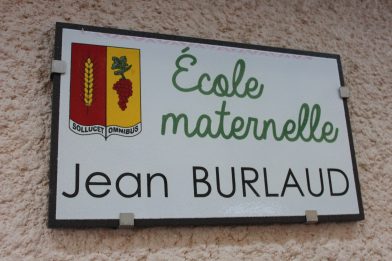 École
maternelle
SOLLUCET OMNIBUS
Jean BURLAUD